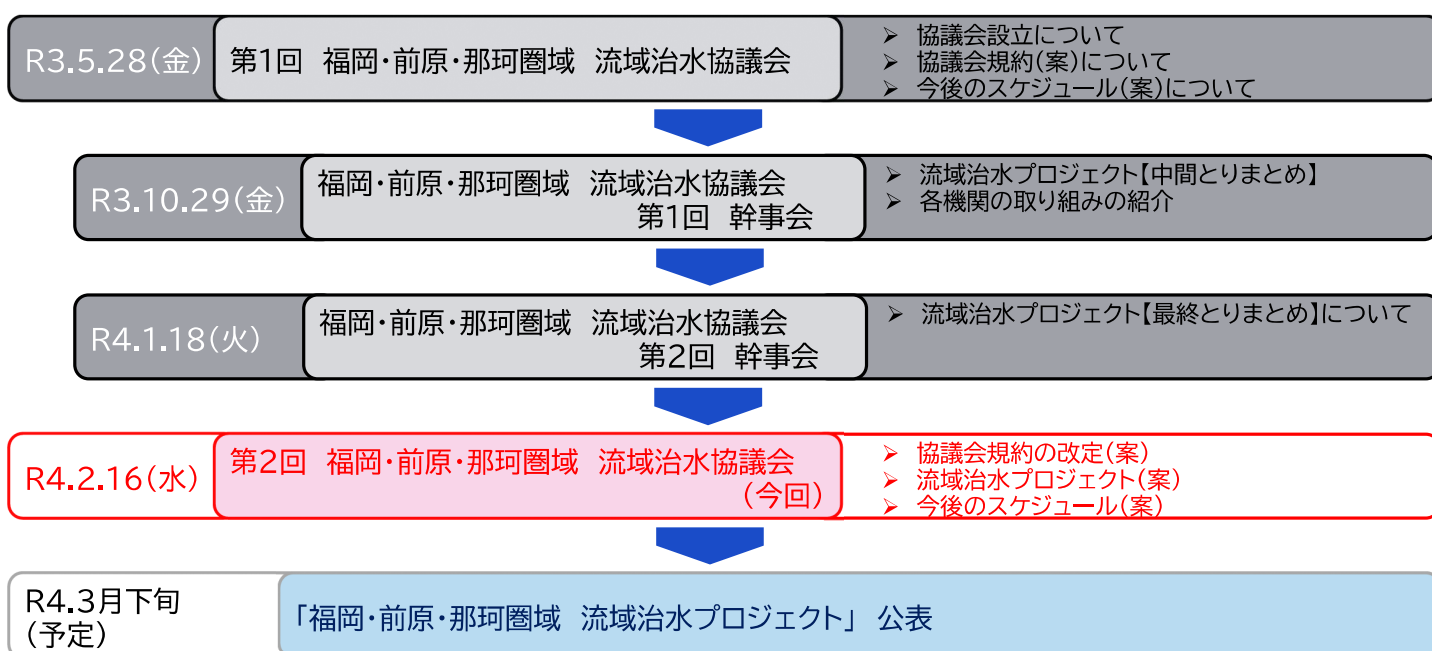 R3.5.28(金)
第1回 福岡・前原・那珂圏域 流域治水協議会
➢ 協議会設立について
➢ 協議会規約(案)について
➢ 今後のスケジュール(案)について
R3.10.29(金)
福岡・前原・那珂圏域 流域治水協議会
第1回 幹事会
➢ 流域治水プロジェクト【中間とりまとめ】
➢ 各機関の取り組みの紹介
R4.1.18(火)
福岡・前原・那珂圏域 流域治水協議会
第2回 幹事会
➢ 流域治水プロジェクト【最終とりまとめ】について
R4.2.16(水)
第2回 福岡・前原・那珂圏域 流域治水協議会
(今回)
➢ 協議会規約の改定(案)
➢ 流域治水プロジェクト(案)
➢ 今後のスケジュール(案)
R4.3月下旬
(予定)
「福岡・前原・那珂圏域 流域治水プロジェクト」 公表